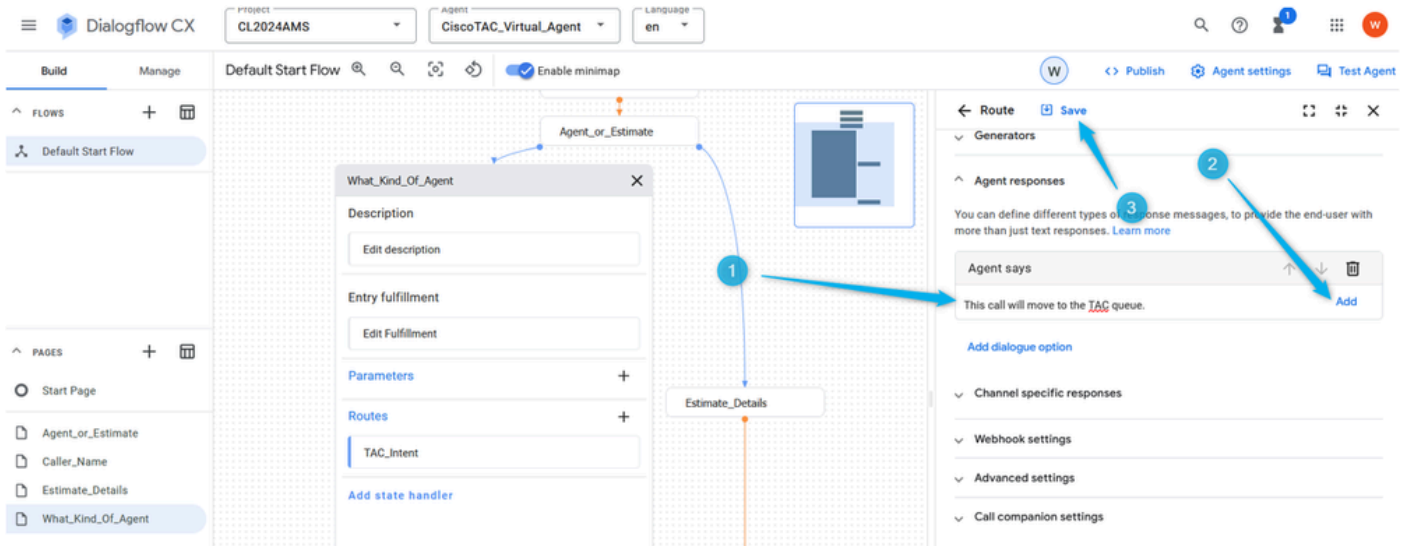 Dialogflow CX
Project
CL2024AMS
Agent
CiscoTAC_Virtual_Agent
Language
en
1
W
Build
Manage
Default Start Flow
Enable minimap
W
Publish
Agent settings
Test Agent
FLOWS
Default Start Flow
PAGES
Start Page
Agent_or_Estimate
Caller_Name
Estimate_Details
What_Kind_Of_Agent
Agent_or_Estimate
What_Kind_Of_Agent
Description
Edit description
Entry fulfillment
Edit Fulfillment
Parameters
Routes
TAC_Intent
Add state handler
Estimate_Details
1
Route
Save
Generators
2
Agent responses
3
You can define different types of response messages, to provide the end-user with
more than just text responses. Learn more
Agent says
This call will move to the TAC queue.
Add
Add dialogue option
Channel specific responses
Webhook settings
Advanced settings
Call companion settings